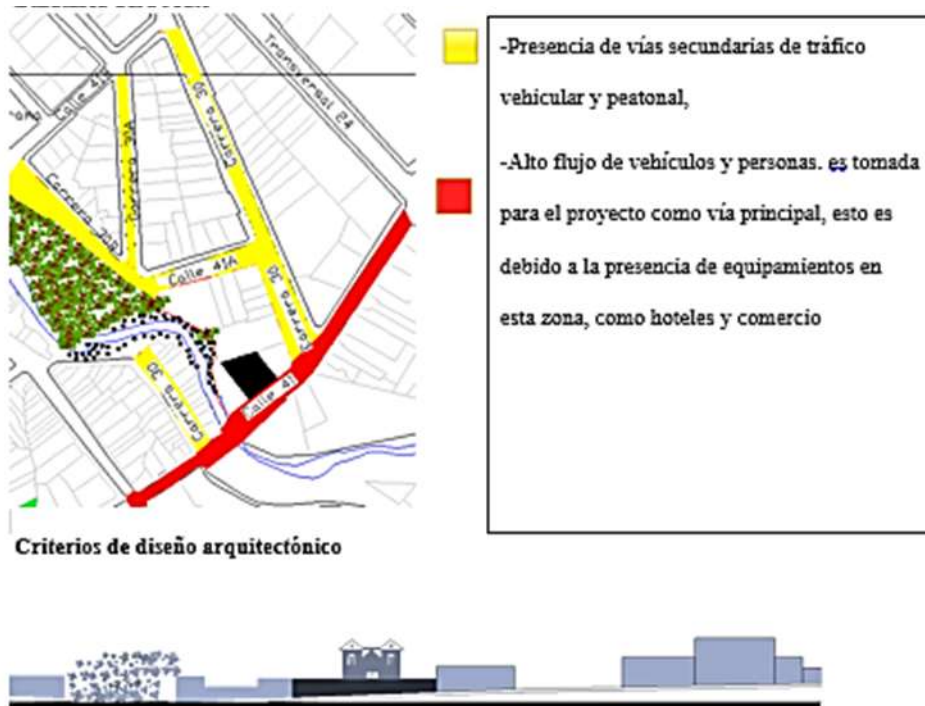 -Presencia de vías secundarias de tráfico
vehicular y peatonal,
-Alto flujo de vehículos y personas. es tomada
para el proyecto como vía principal, esto es
debido a la presencia de equipamientos en
esta zona, como hoteles y comercio
Transversal 24
Carrera 30
Carrera
Calle 41A
Carrera 30
Carrera 30
Calle 41
Criterios de diseño arquitectónico